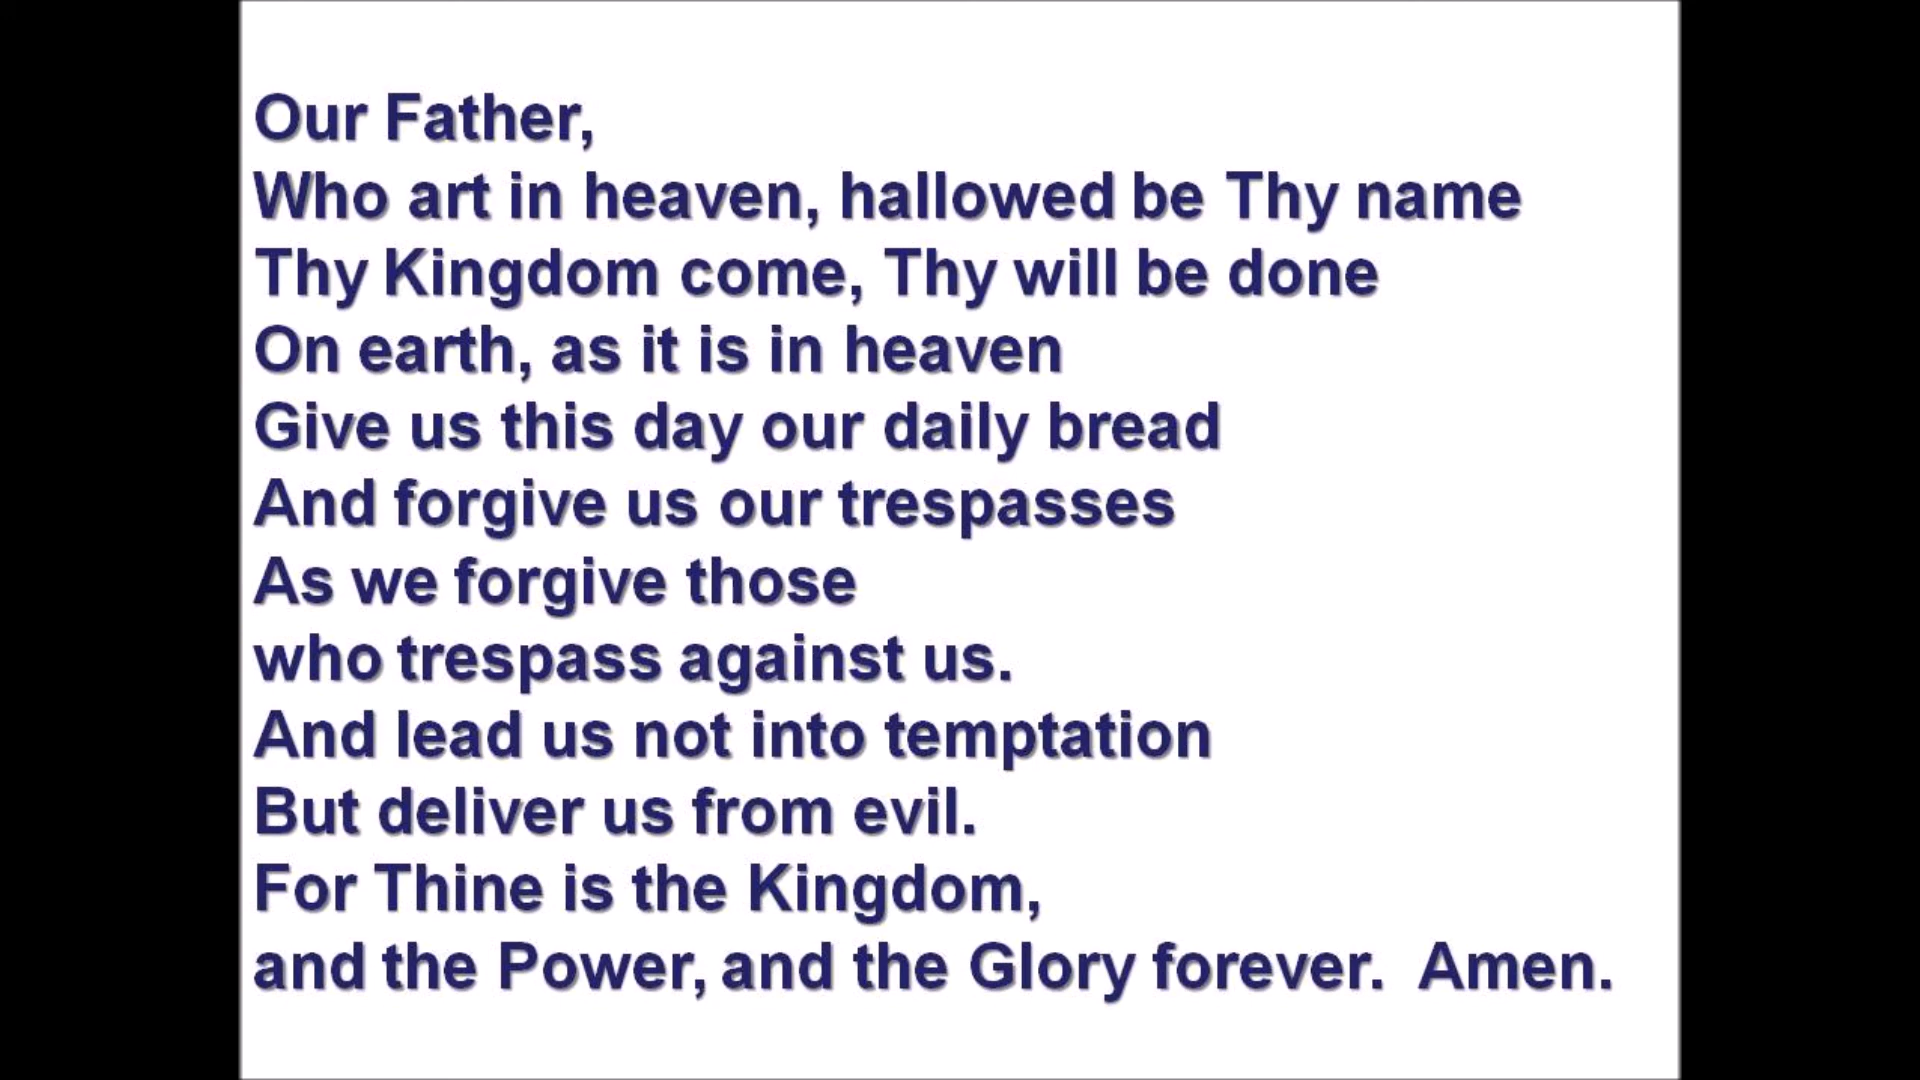 Our Father,
Who art in heaven, hallowed be Thy name
Thy Kingdom come, Thy will be done
On earth, as it is in heaven
Give us this day our daily bread
And forgive us our trespasses
As we forgive those
who trespass against us.
And lead us not into temptation
But deliver us from evil.
For Thine is the Kingdom,
and the Power, and the Glory forever.  Amen.